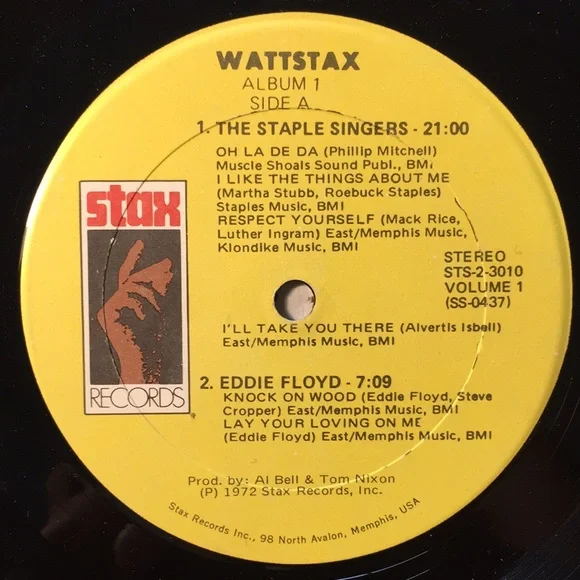 WATTSTAX
ALBUM 1
SIDE A
1. THE STAPLE SINGERS - 21:00
OH LA DE DA (Phillip Mitchell)
Muscle Shoals Sound Publ., BMI
I LIKE THE THINGS ABOUT ME
(Martha Stubb, Roebuck Staples)
Staples Music, BMI
RESPECT YOURSELF (Mack Rice,
Luther Ingram) East/Memphis Music,
Klondike Music, BMI
stax
RECORDS
STEREO
STS-2-3010
VOLUME 1
(SS-0437)
I'LL TAKE YOU THERE (Alvertis Isbell)
East/Memphis Music, BMI
2. EDDIE FLOYD - 7:09
KNOCK ON WOOD (Eddie Floyd, Steve
Cropper) East/Memphis Music, BMI
LAY YOUR LOVING ON ME
(Eddie Floyd) East/Memphis Music, BMI
Prod. by: Al Bell & Tom Nixon
(P) 1972 Stax Records, Inc.
Stax Records Inc., 98 North Avalon, Memphis, USA